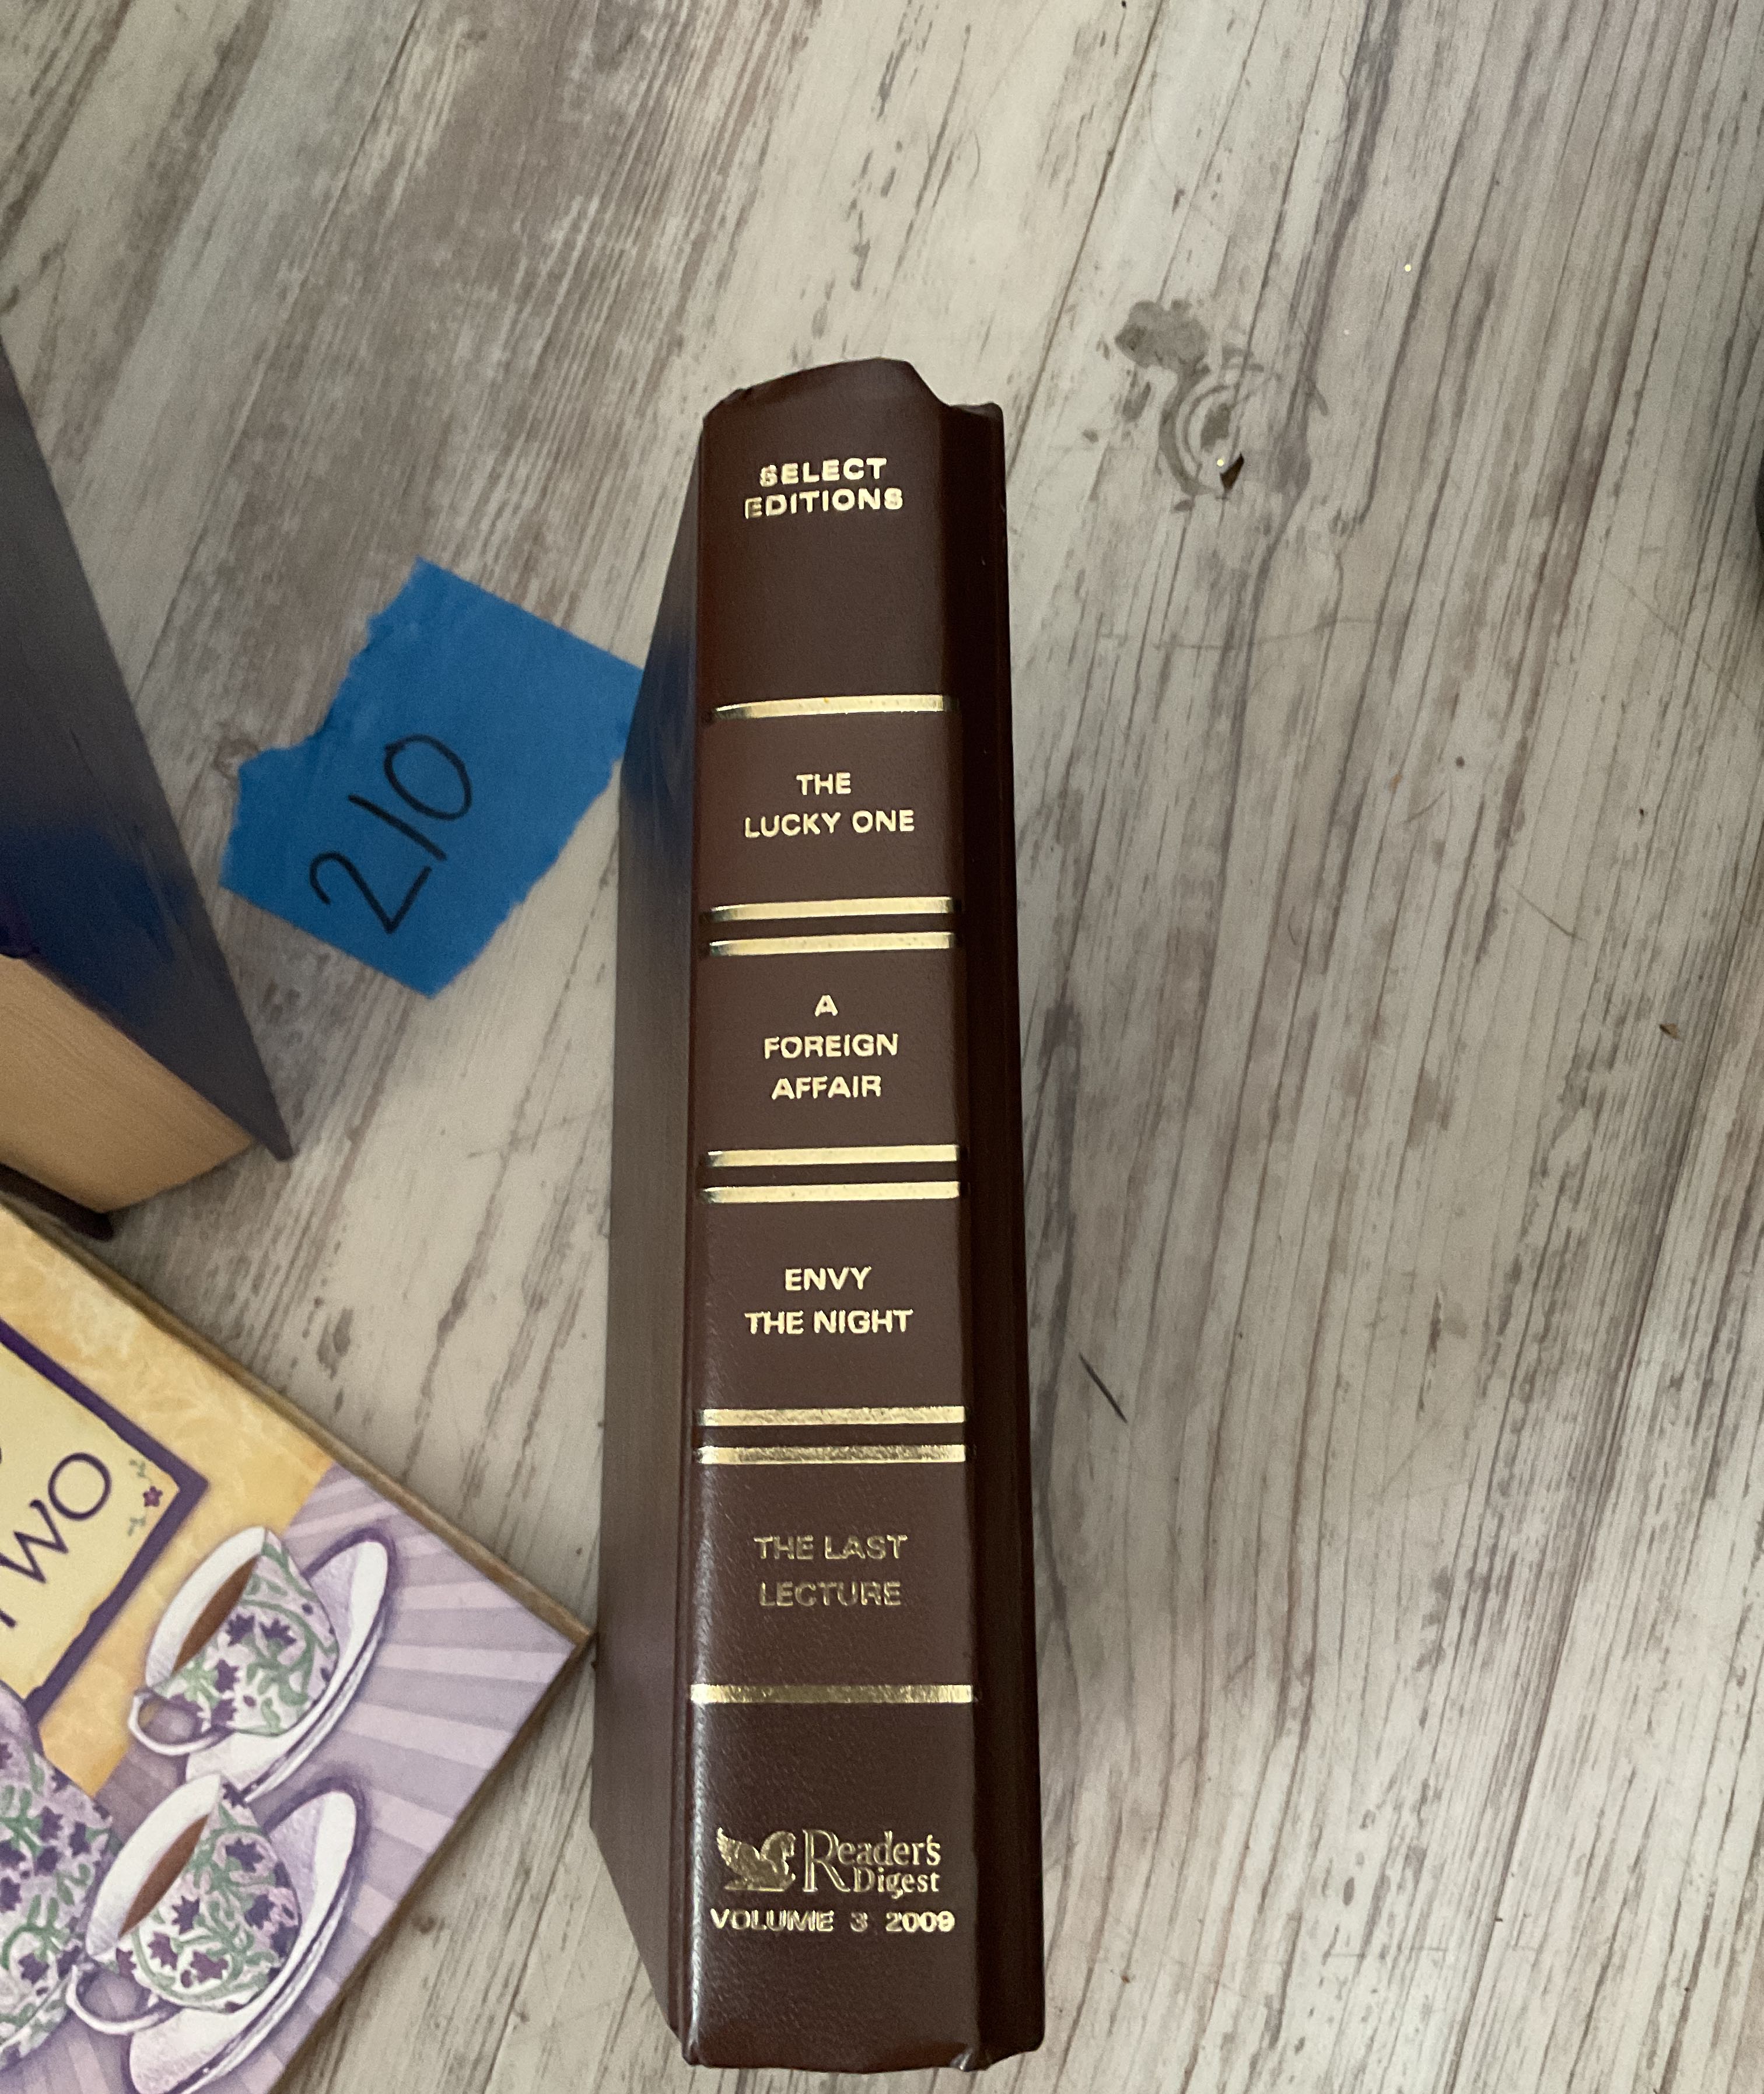 SELECT
EDITIONS
THE
LUCKY ONE
A
FOREIGN
AFFAIR
ENVY
THE NIGHT
THE LAST
LECTURE
Reader's
Digest
VOLUME 3 2009
210
WO